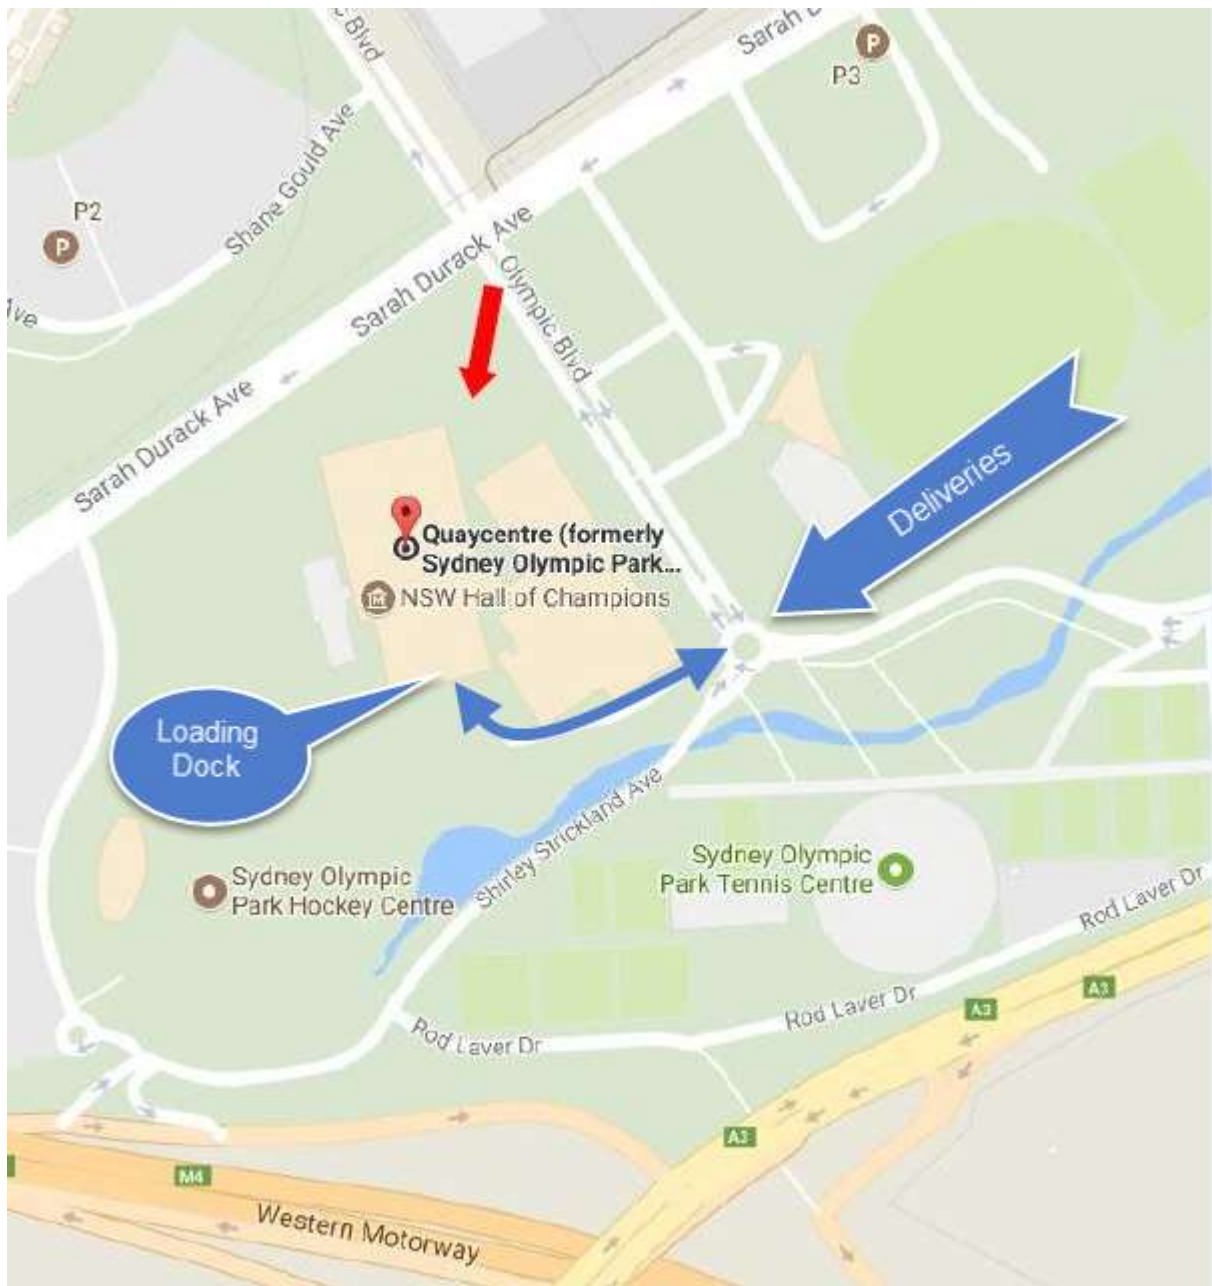 c Blvd
Sarah D
P
P3
Shane Gould Ave
P2
P
Sarah Durack Ave
Ave
Olympic Blvd
Sarah Durack Ave
Deliveries
Quaycentre (formerly
Sydney Olympic Park...
NSW Hall of Champions
Loading
Dock
Shirley Strickland Ave
Sydney Olympic
Park Tennis Centre
Sydney Olympic
Park Hockey Centre
Rod Laver Dr
Rod Laver Dr
Rod Laver Dr
A3
A3
A3
M4
Western Motorway